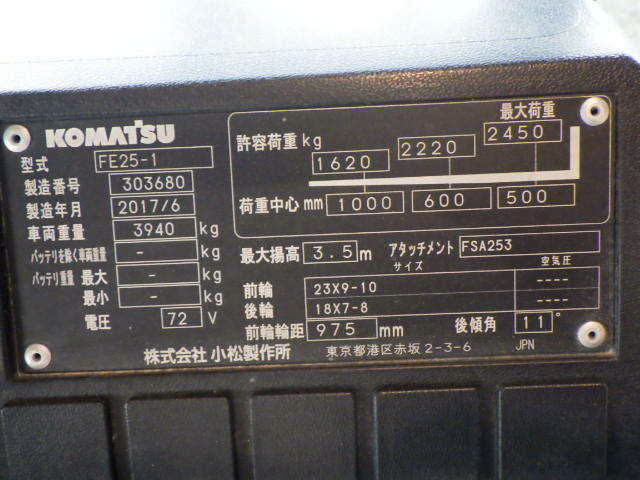 KOMATSU
型式 FE25-1
製造番号 303680
製造年月 2017/6
車両重量 3940 kg
バッテリを除く車両重量 - kg
バッテリ重量 最大 - kg
最小 - kg
電圧 72 V
最大荷重
許容荷重 kg 1620 2220 2450
荷重中心 mm 1000 600 500
最大揚高 3.5 m アタッチメント FSA253
サイズ 空気圧
前輪 23X9-10 ----
後輪 18X7-8 ----
前輪輪距 975 mm 後傾角 11°
株式会社 小松製作所 東京都港区赤坂 2-3-6 JPN